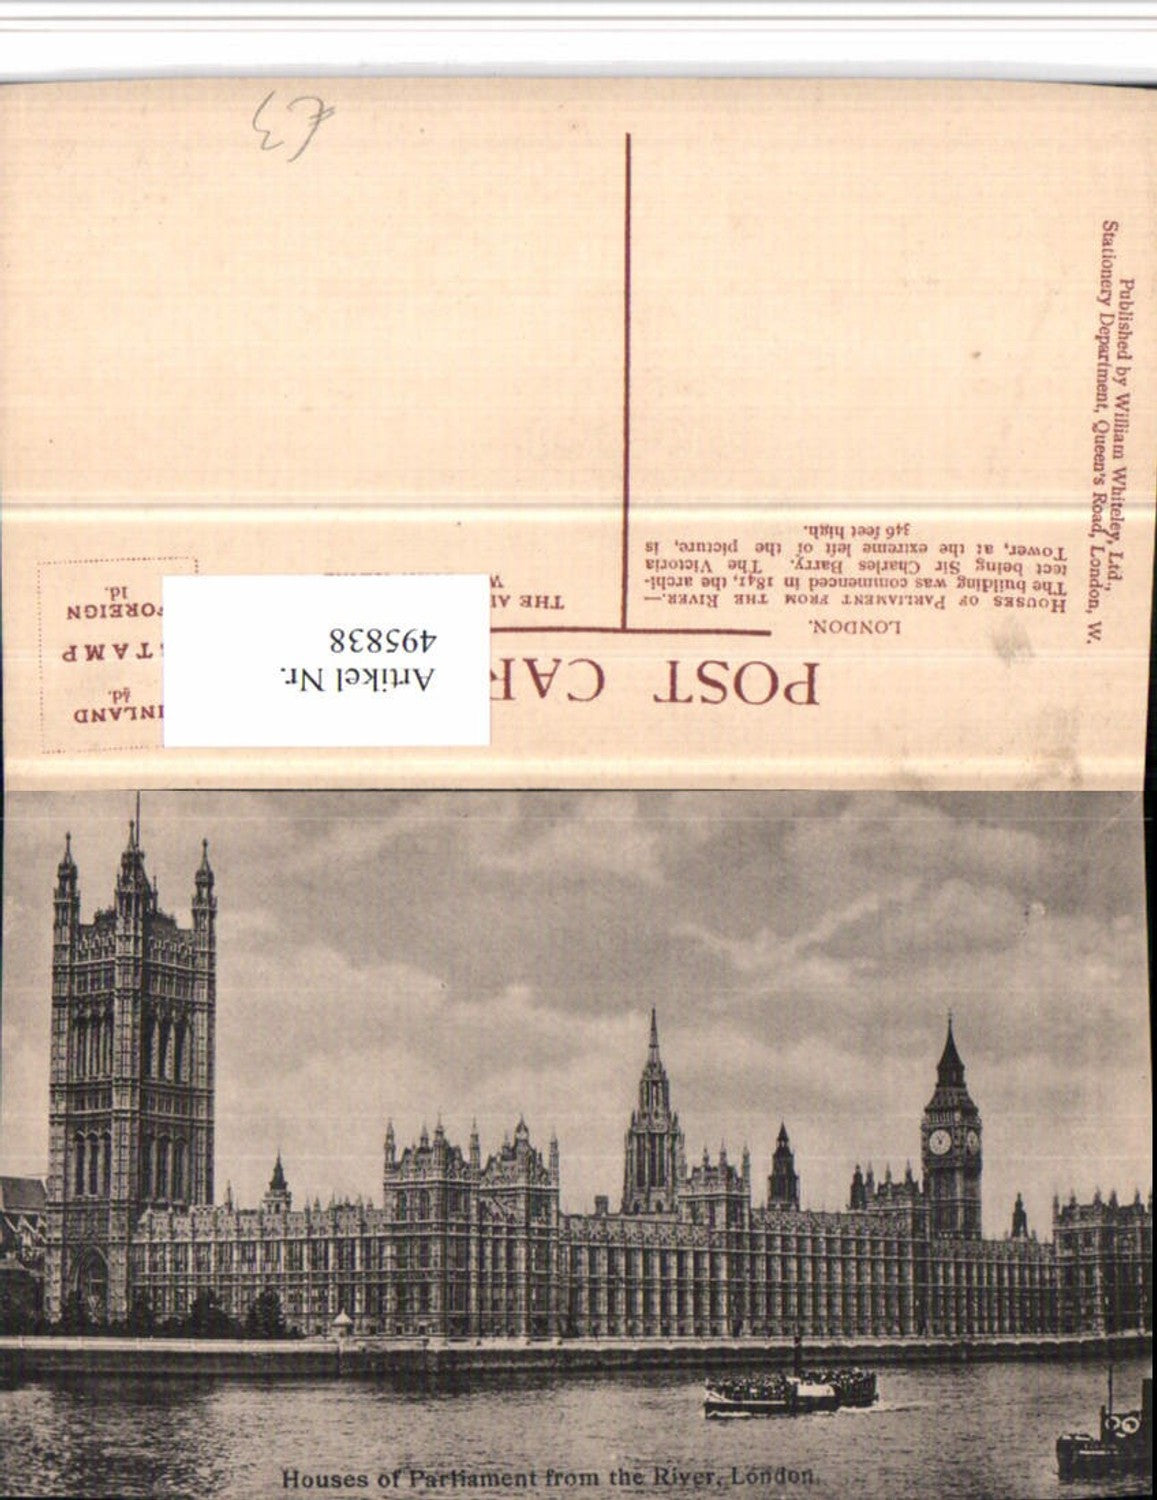 £3
Published by William Whiteley, Ltd.,
Stationery Department, Queen's Road, London, W.
POST
LONDON.
HOUSES OF PARLIAMENT FROM THE RIVER.—
The building was commenced in 1841, the archi-
tect being Sir Charles Barry. The Victoria
Tower, at the extreme left of the picture, is
346 feet high.
THE
INLAND
½d.
FOREIGN
1d.
Artikel Nr.
495838
Houses of Parliament from the River, London.